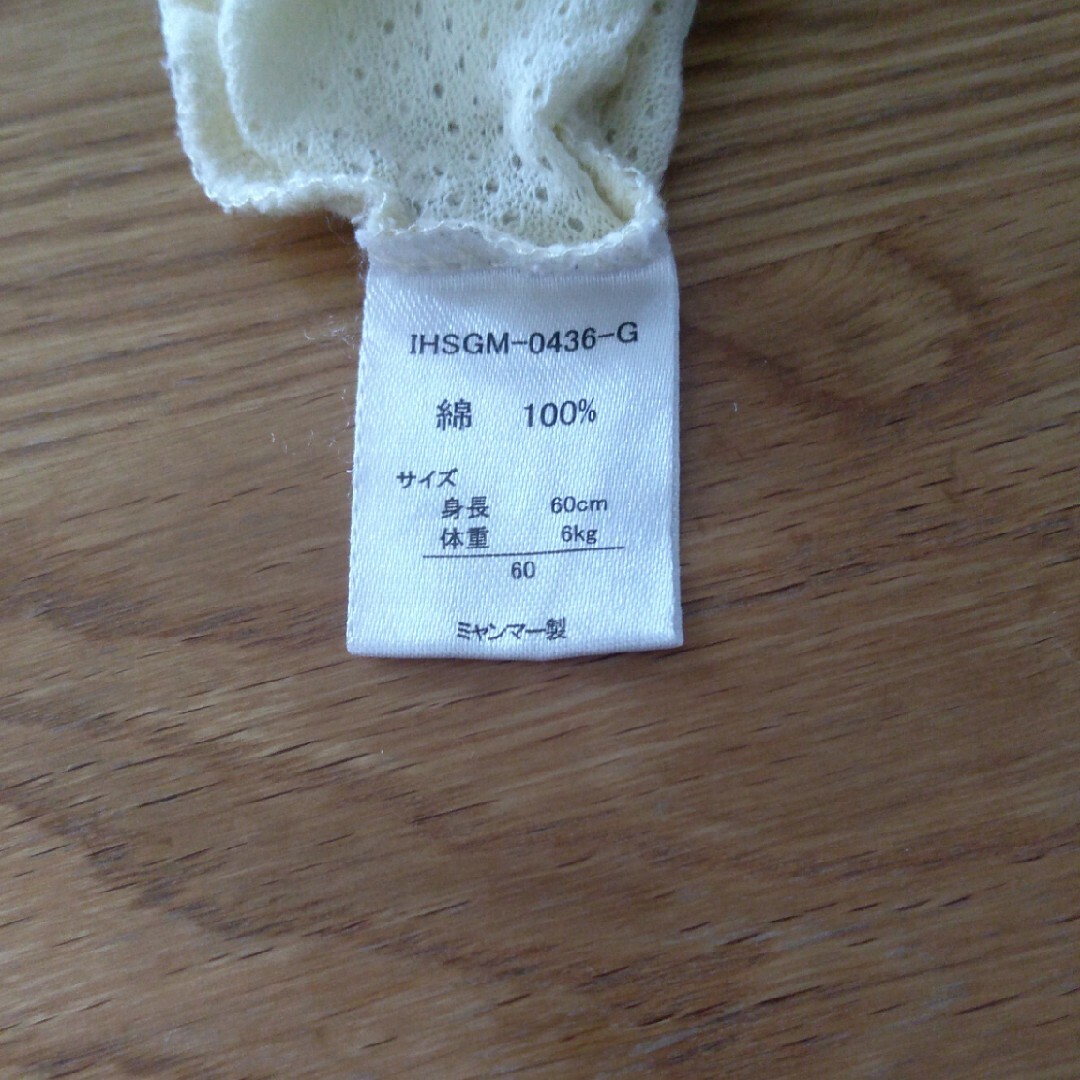 IHSGM-0436-G
綿 100%
サイズ
身長 60cm
体重 6kg
60
ミャンマー製